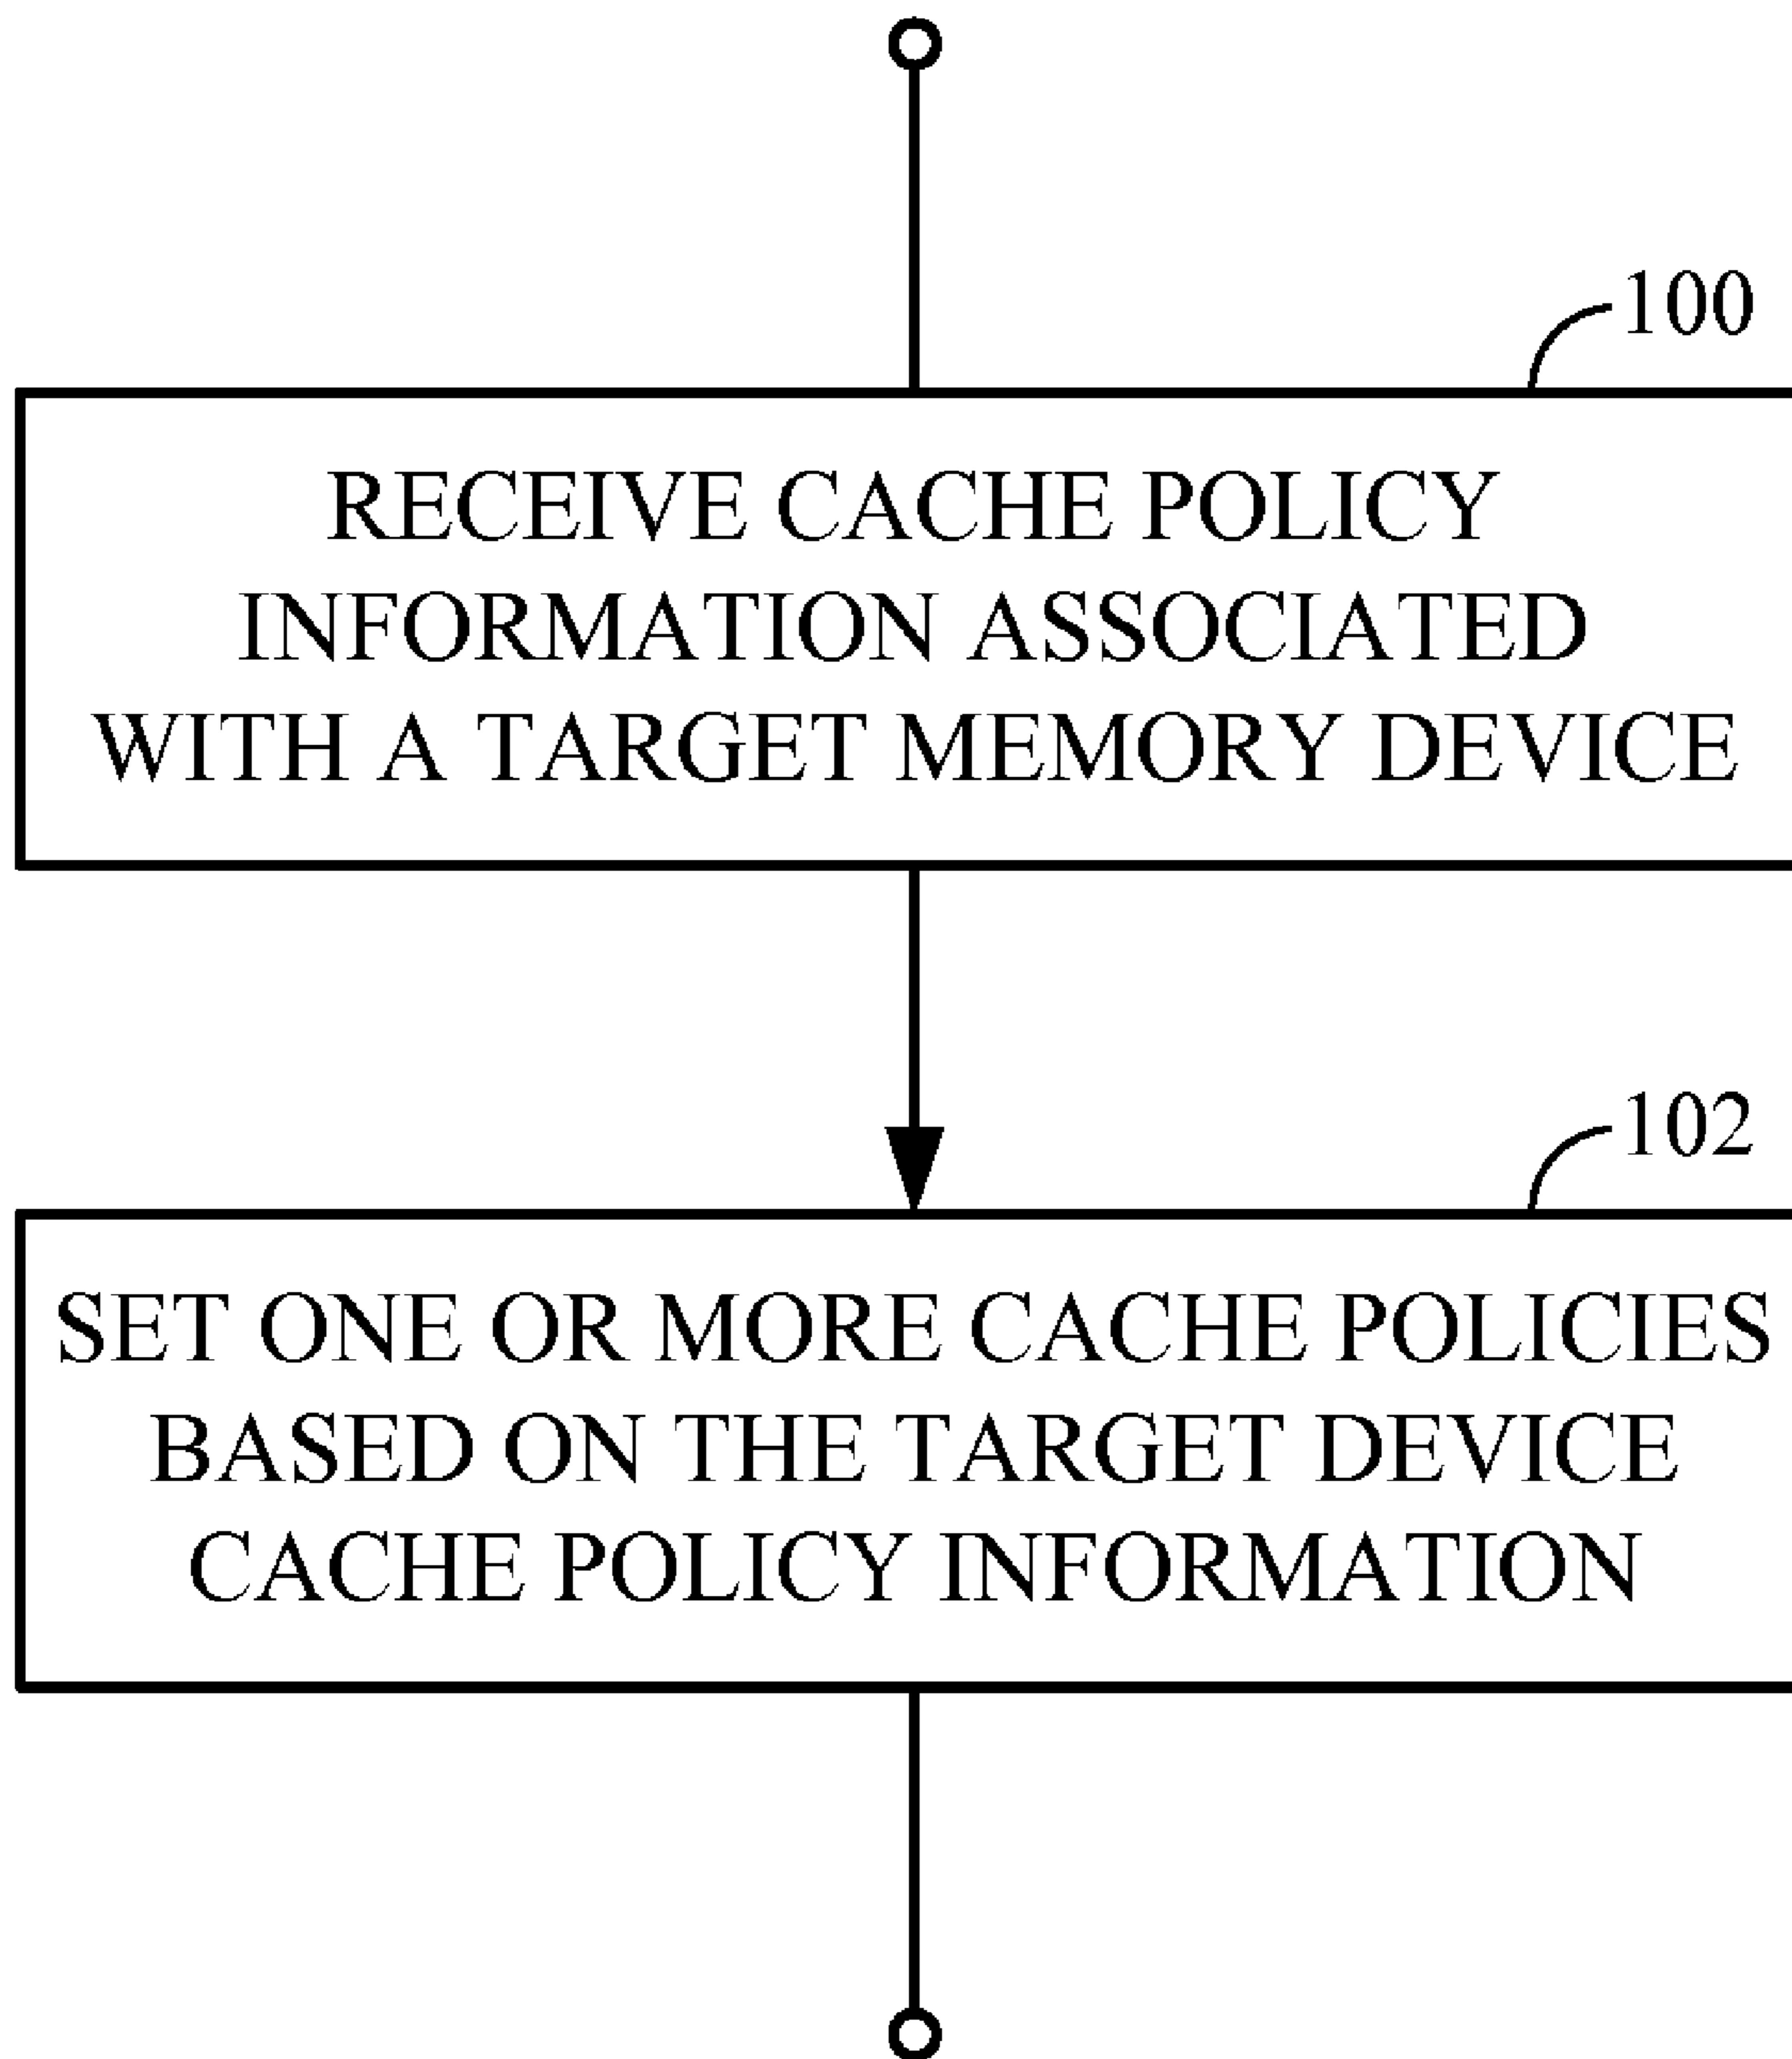 100
RECEIVE CACHE POLICY
INFORMATION ASSOCIATED
WITH A TARGET MEMORY DEVICE
102
SET ONE OR MORE CACHE POLICIES
BASED ON THE TARGET DEVICE
CACHE POLICY INFORMATION